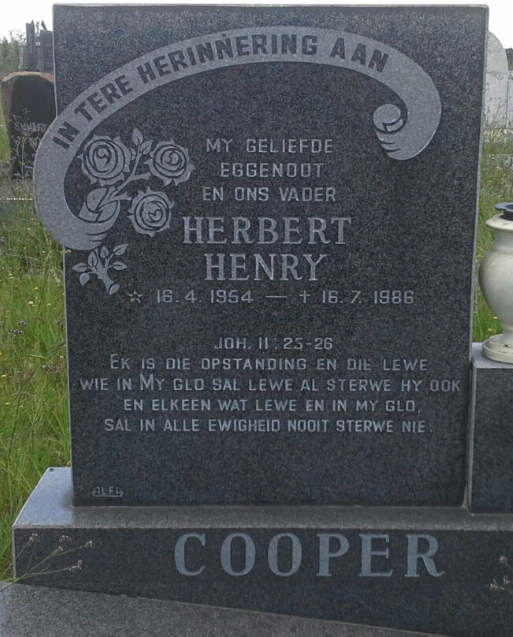 IN TERE HERINNERING AAN
MY GELIEFDE
EGGENOOT
EN ONS VADER
HERBERT
HENRY
☆ 16.4.1954 — † 16.7.1986
JOH. 11:25-26
EK IS DIE OPSTANDING EN DIE LEWE
WIE IN MY GLO SAL LEWE AL STERWE HY OOK
EN ELKEEN WAT LEWE EN IN MY GLO,
SAL IN ALLE EWIGHEID NOOIT STERWE NIE.
ALFA
COOPER